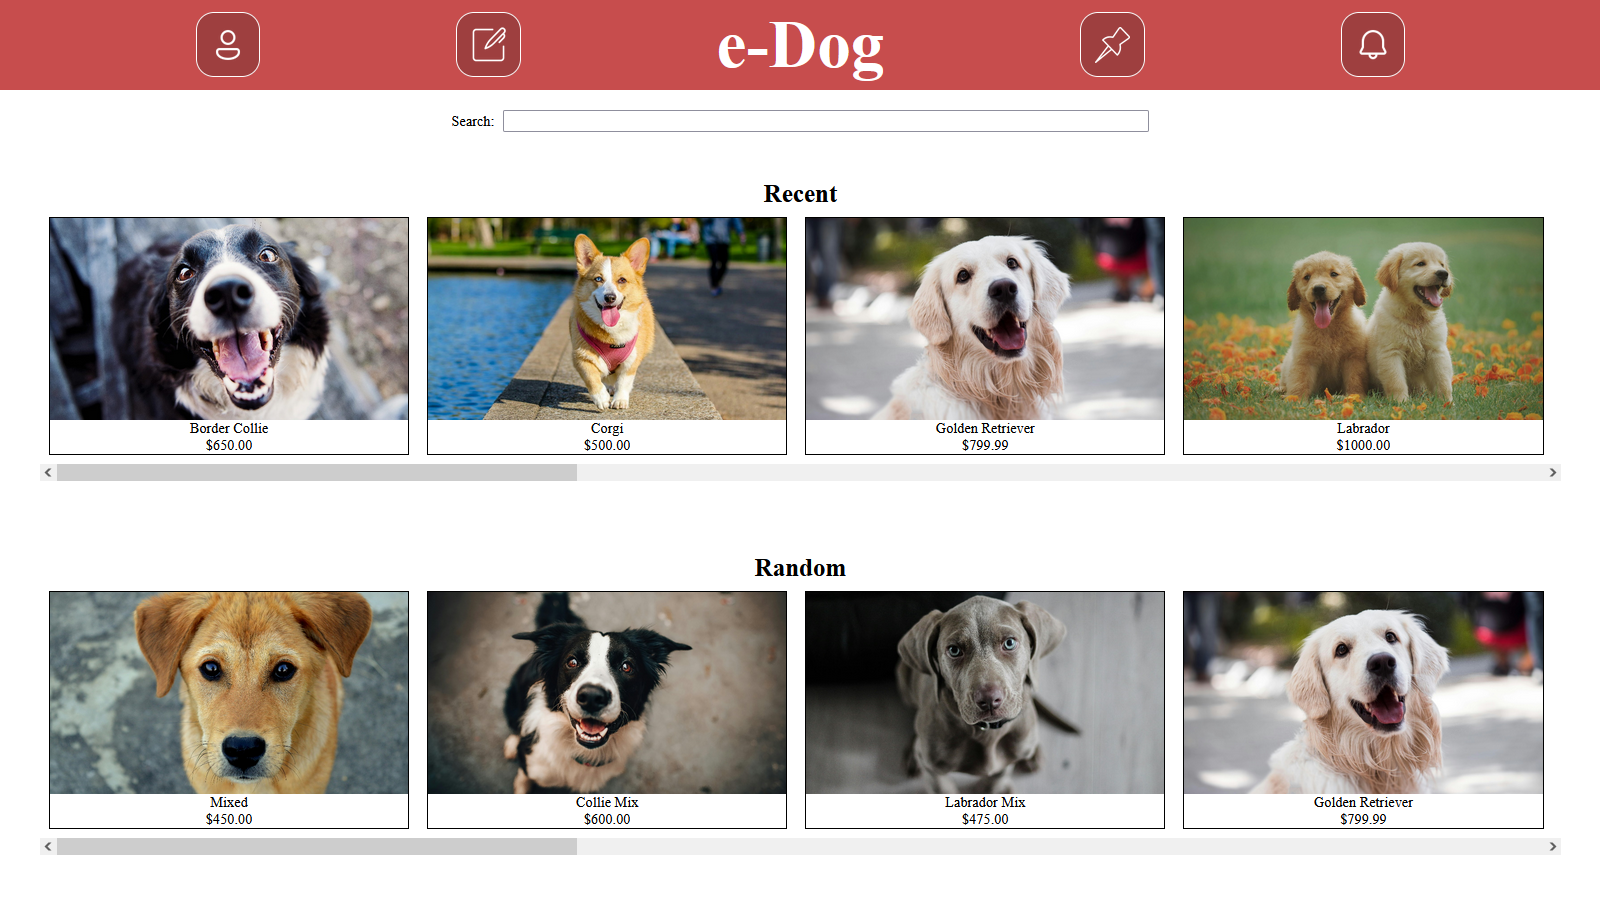 e-Dog
Search:
Recent
Border Collie
$650.00
Corgi
$500.00
Golden Retriever
$799.99
Labrador
$1000.00
Random
Mixed
$450.00
Collie Mix
$600.00
Labrador Mix
$475.00
Golden Retriever
$799.99